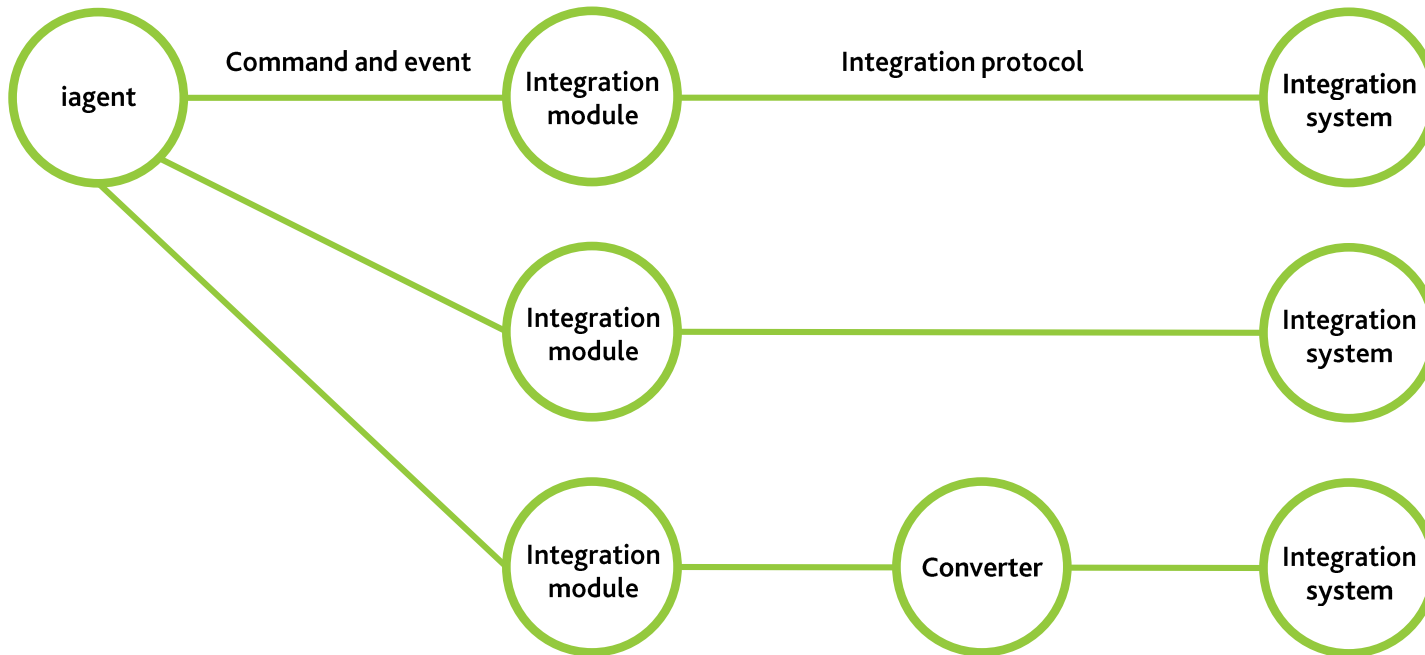 Command and event
Integration protocol
iagent
Integration
module
Integration
system
Integration
module
Integration
system
Integration
module
Converter
Integration
system